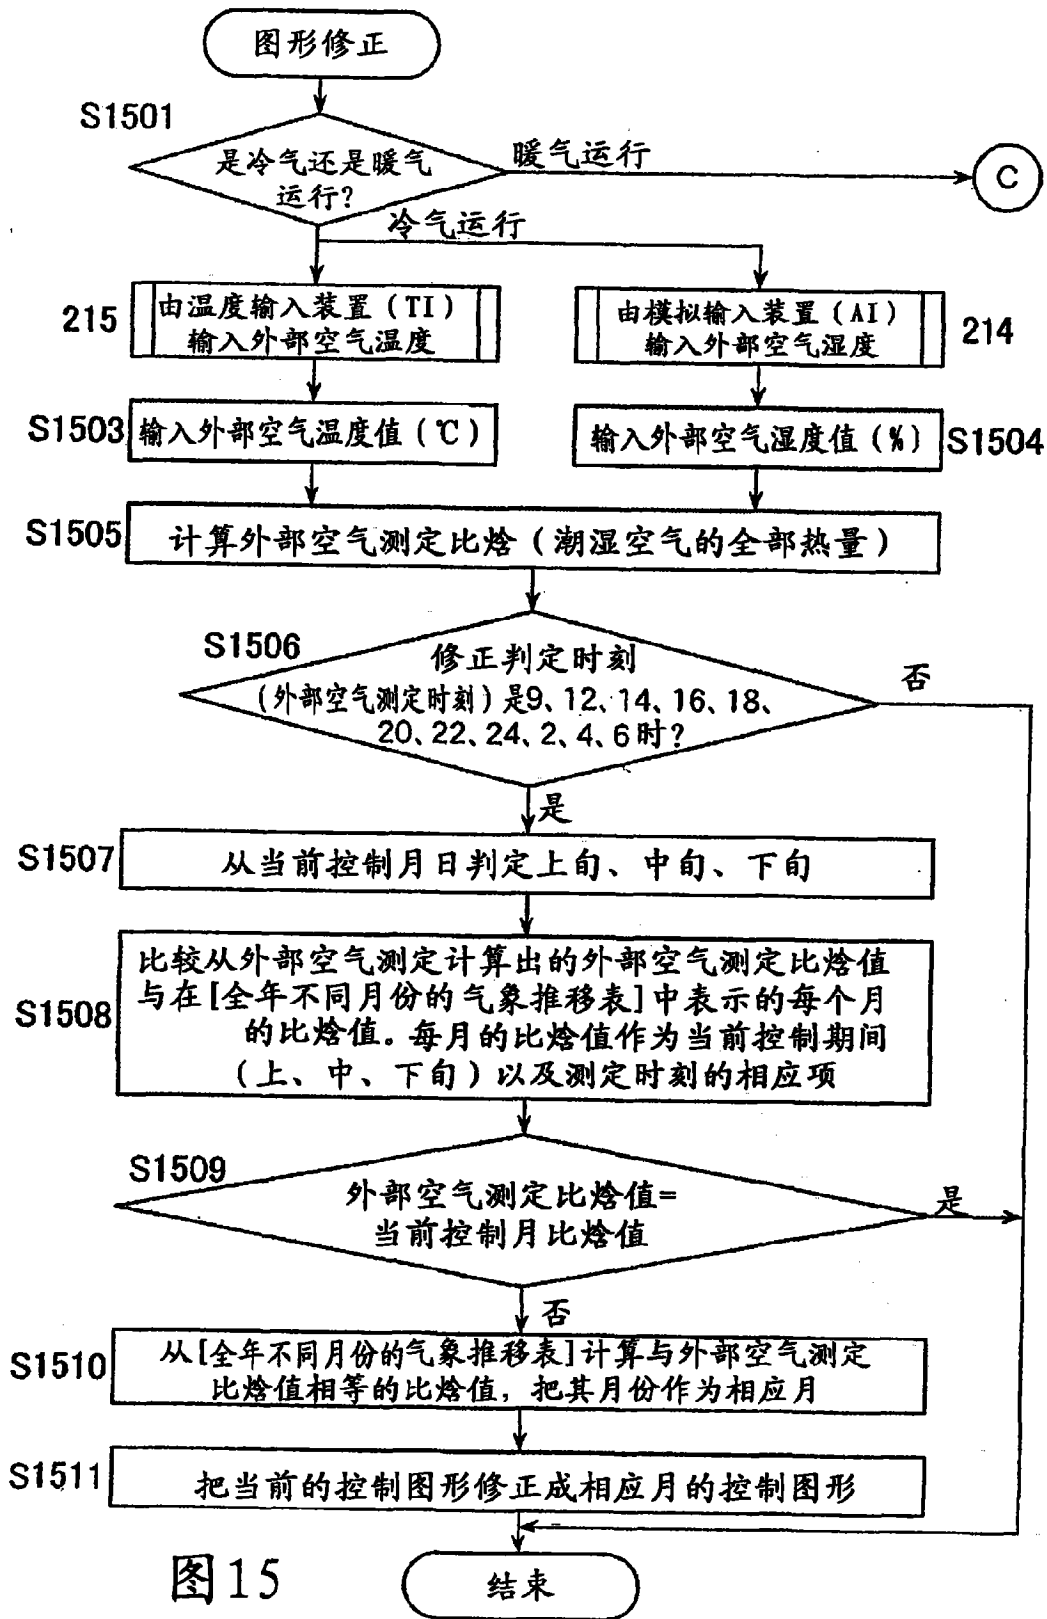 图形修正
S1501
是冷气还是暖气
运行?
暖气运行
C
冷气运行
215
由温度输入装置(TI)
输入外部空气温度
由模拟输入装置(AI)
输入外部空气湿度
214
S1503
输入外部空气温度值(℃)
输入外部空气湿度值(%)
S1504
S1505
计算外部空气测定比焓(潮湿空气的全部热量)
S1506
修正判定时刻
(外部空气测定时刻)是9、12、14、16、18、
20、22、24、2、4、6时?
否
是
S1507
从当前控制月日判定上旬、中旬、下旬
S1508
比较从外部空气测定计算出的外部空气测定比焓值
与在[全年不同月份的气象推移表]中表示的每个月
的比焓值。每月的比焓值作为当前控制期间
(上、中、下旬)以及测定时刻的相应项
S1509
外部空气测定比焓值=
当前控制月比焓值
是
否
S1510
从[全年不同月份的气象推移表]计算与外部空气测定
比焓值相等的比焓值,把其月份作为相应月
S1511
把当前的控制图形修正成相应月的控制图形
图15
结束